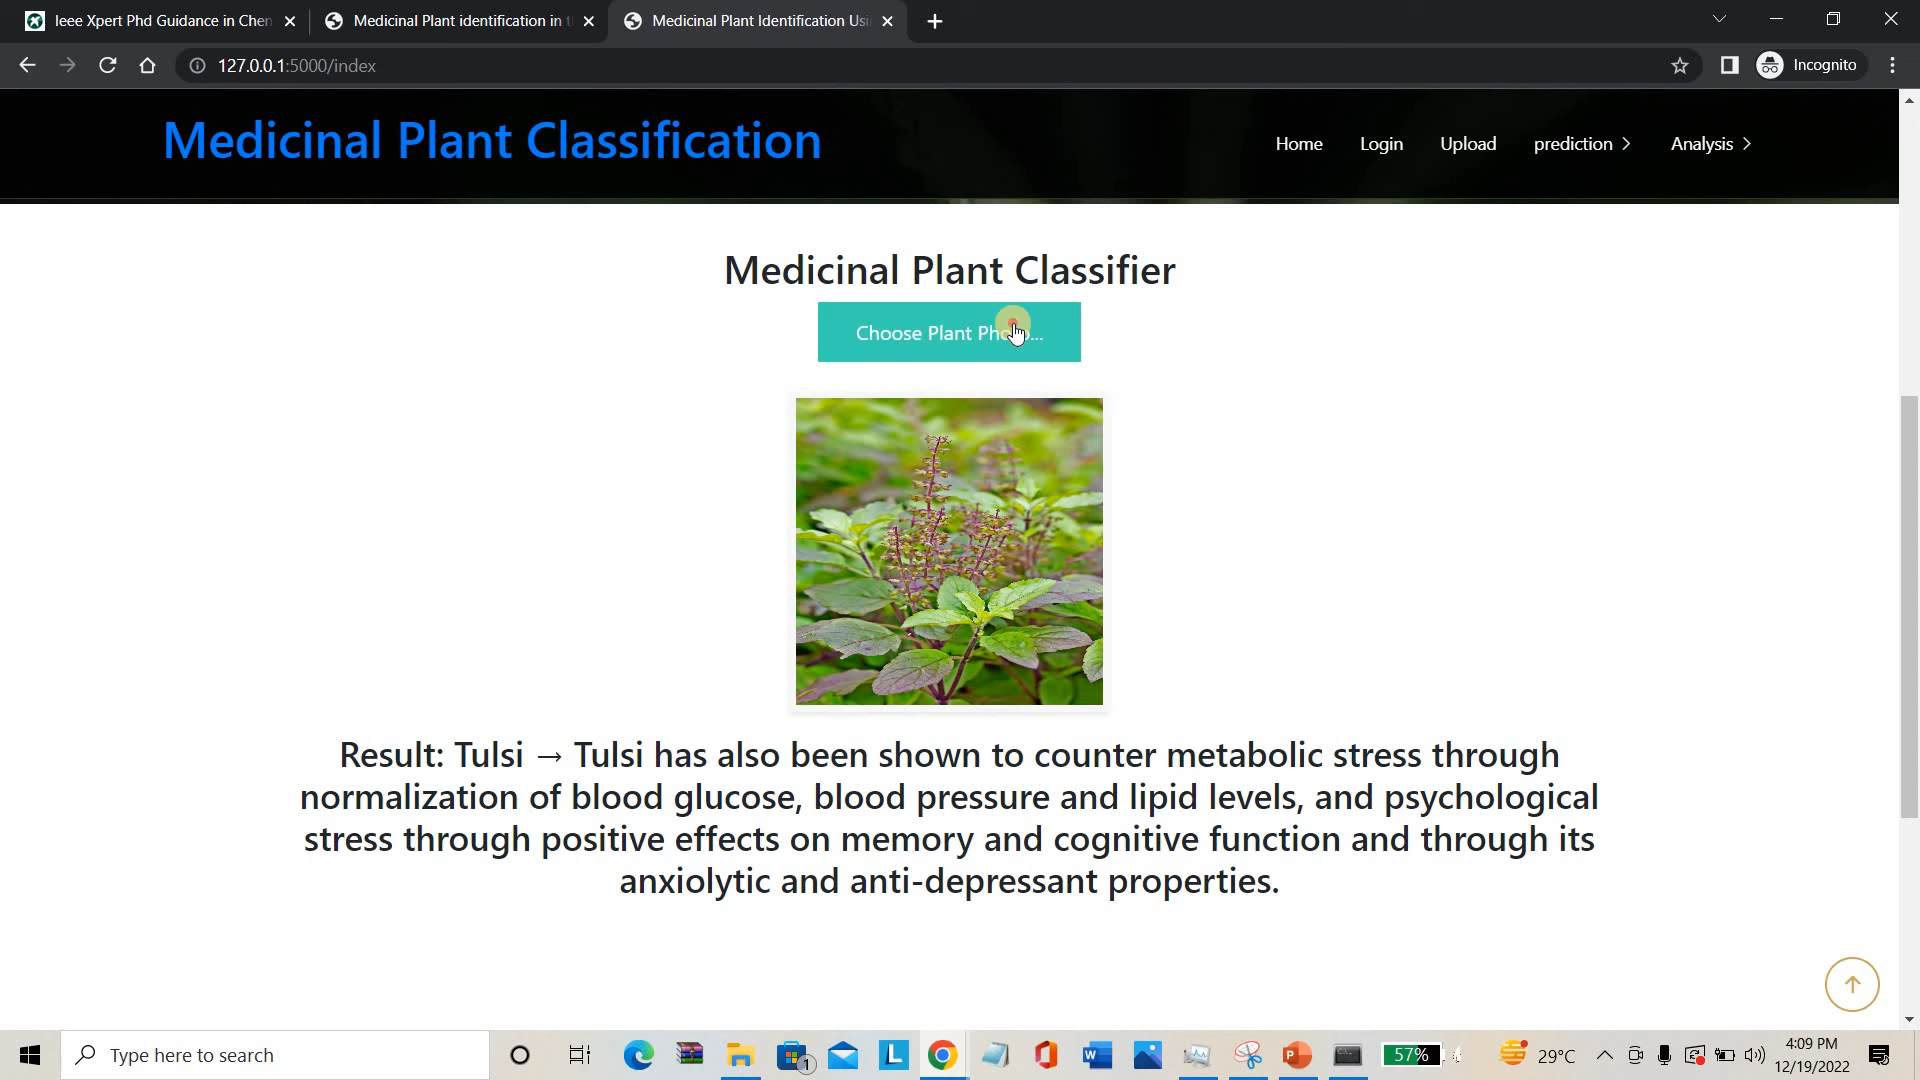 Ieee Xpert Phd Guidance in Chen
Medicinal Plant identification in t
Medicinal Plant Identification Usi
127.0.0.1:5000/index
Incognito
Medicinal Plant Classification
Home
Login
Upload
prediction
Analysis
Medicinal Plant Classifier
Choose Plant Photo...
Result: Tulsi → Tulsi has also been shown to counter metabolic stress through
normalization of blood glucose, blood pressure and lipid levels, and psychological
stress through positive effects on memory and cognitive function and through its
anxiolytic and anti-depressant properties.
Type here to search
1
L
W
P
57%
29°C
4:09 PM
12/19/2022